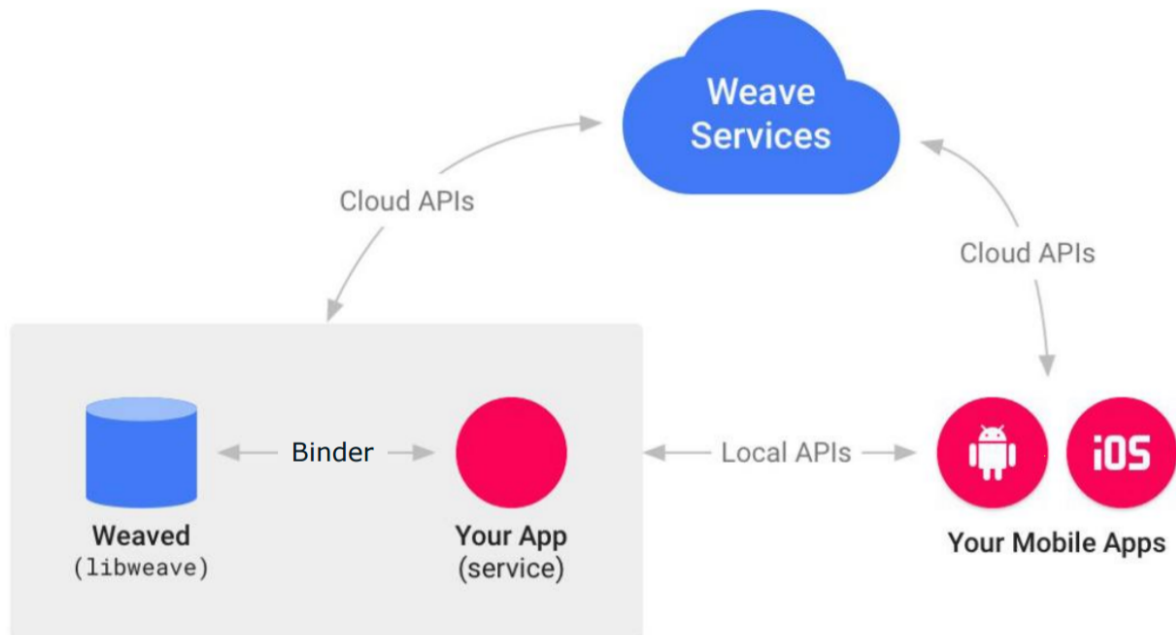 Weave
Services
Cloud APIs
Cloud APIs
Binder
Local APIs
iOS
Weaved
(libweave)
Your App
(service)
Your Mobile Apps